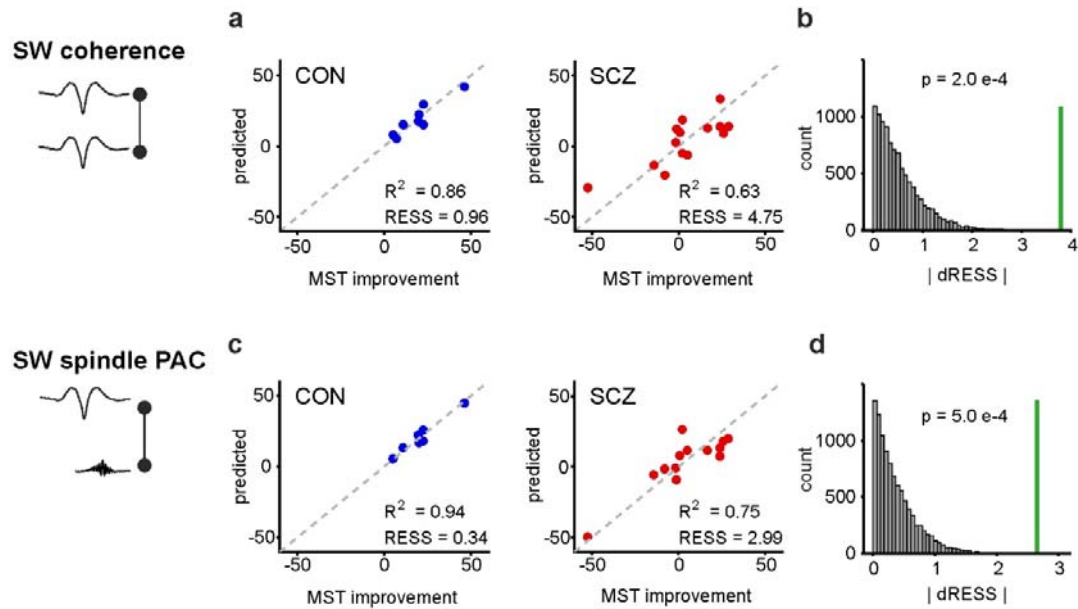 a
b
SW coherence
CON
SCZ
p = 2.0 e-4
50
0
-50
predicted
R² = 0.86
RESS = 0.96
-50 0 50
MST improvement
50
0
-50
predicted
R² = 0.63
RESS = 4.75
-50 0 50
MST improvement
1000
500
0
count
0 1 2 3 4
| dRESS |
c
d
SW spindle PAC
CON
SCZ
p = 5.0 e-4
50
0
-50
predicted
R² = 0.94
RESS = 0.34
-50 0 50
MST improvement
50
0
-50
predicted
R² = 0.75
RESS = 2.99
-50 0 50
MST improvement
1000
500
0
count
0 1 2 3
| dRESS |